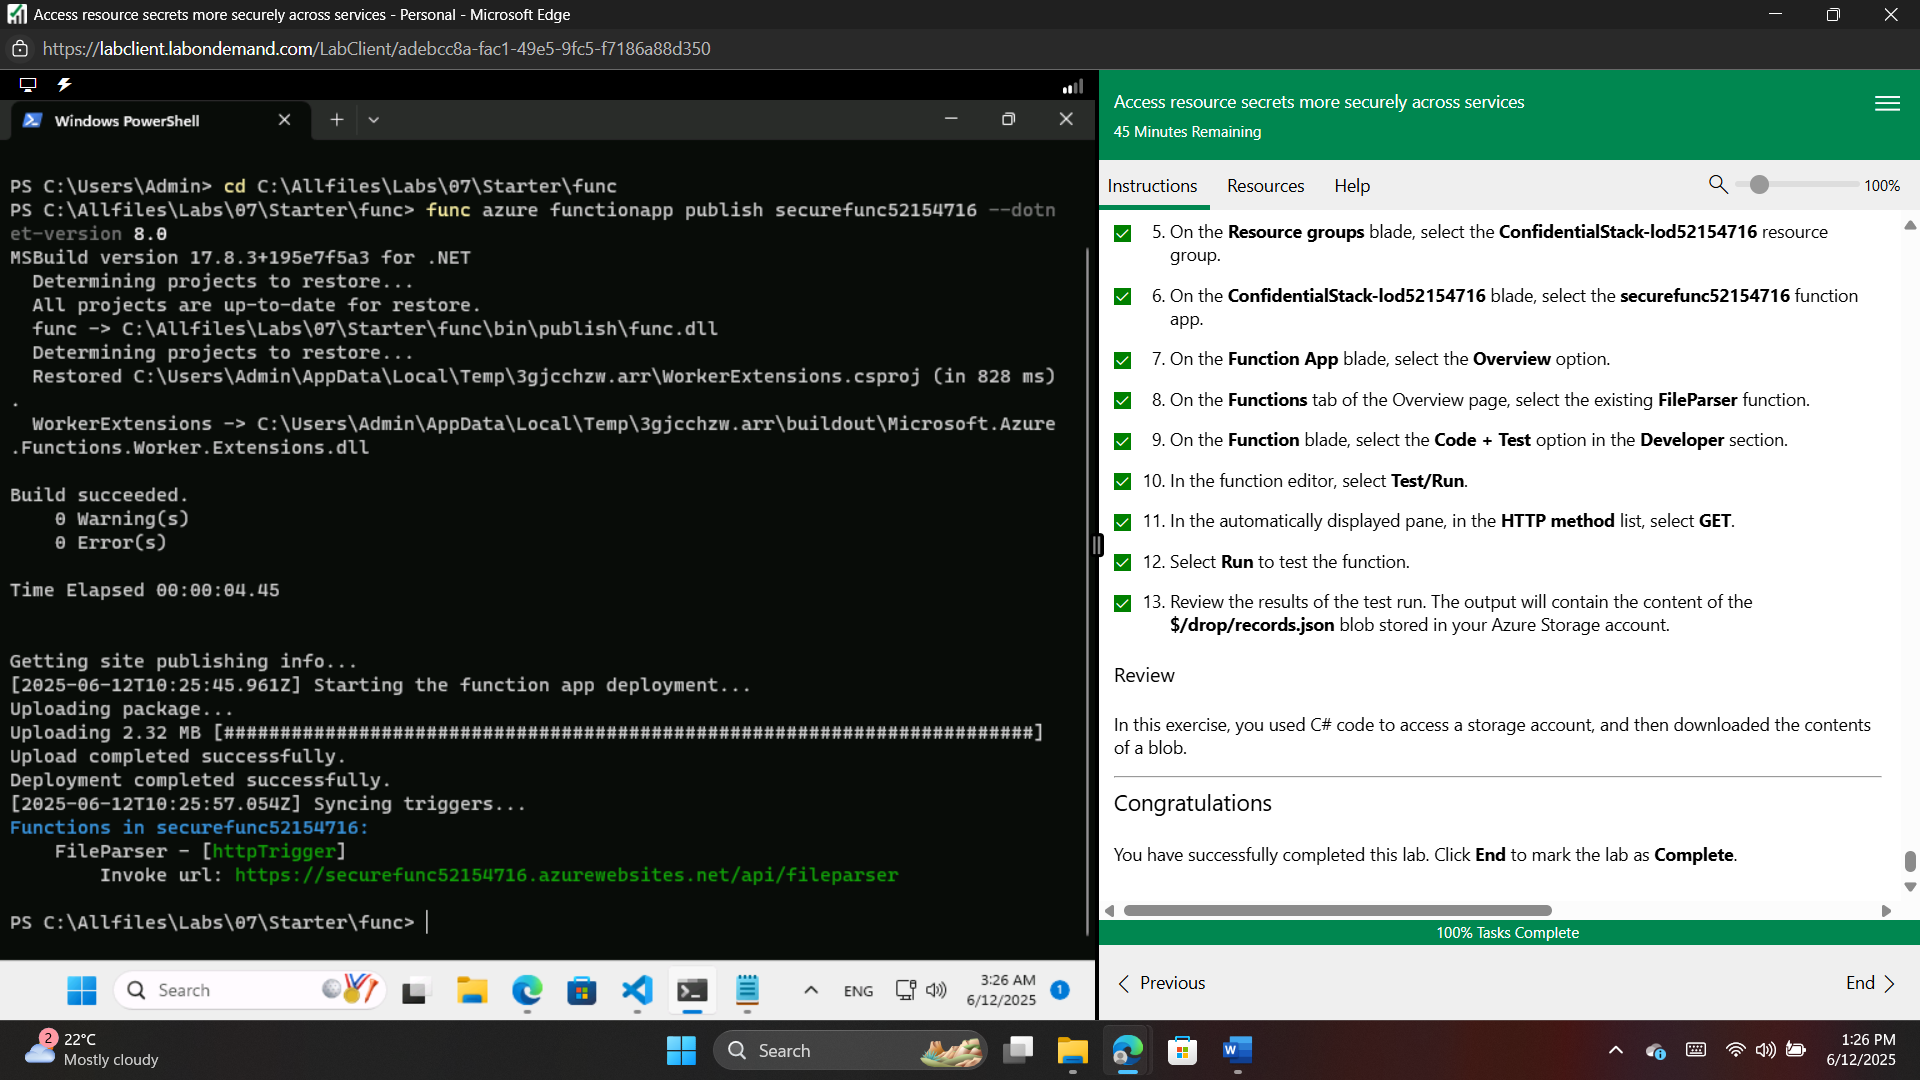 Access resource secrets more securely across services - Personal - Microsoft Edge
https://labclient.labondemand.com/LabClient/adebcc8a-fac1-49e5-9fc5-f7186a88d350
Windows PowerShell
PS C:\Users\Admin> cd C:\Allfiles\Labs\07\Starter\func
PS C:\Allfiles\Labs\07\Starter\func> func azure functionapp publish securefunc52154716 --dotn
et-version 8.0
MSBuild version 17.8.3+195e7f5a3 for .NET
Determining projects to restore...
All projects are up-to-date for restore.
func -> C:\Allfiles\Labs\07\Starter\func\bin\publish\func.dll
Determining projects to restore...
Restored C:\Users\Admin\AppData\Local\Temp\3gjcchzw.arr\WorkerExtensions.csproj (in 828 ms)
.
WorkerExtensions -> C:\Users\Admin\AppData\Local\Temp\3gjcchzw.arr\buildout\Microsoft.Azure
.Functions.Worker.Extensions.dll
Build succeeded.
0 Warning(s)
0 Error(s)
Time Elapsed 00:00:04.45
Getting site publishing info...
[2025-06-12T10:25:45.961Z] Starting the function app deployment...
Uploading package...
Uploading 2.32 MB [########################################################################]
Upload completed successfully.
Deployment completed successfully.
[2025-06-12T10:25:57.054Z] Syncing triggers...
Functions in securefunc52154716:
FileParser - [httpTrigger]
Invoke url: https://securefunc52154716.azurewebsites.net/api/fileparser
PS C:\Allfiles\Labs\07\Starter\func>
Search
ENG
3:26 AM
6/12/2025
1
Access resource secrets more securely across services
45 Minutes Remaining
Instructions Resources Help
100%
5. On the Resource groups blade, select the ConfidentialStack-lod52154716 resource
group.
6. On the ConfidentialStack-lod52154716 blade, select the securefunc52154716 function
app.
7. On the Function App blade, select the Overview option.
8. On the Functions tab of the Overview page, select the existing FileParser function.
9. On the Function blade, select the Code + Test option in the Developer section.
10. In the function editor, select Test/Run.
11. In the automatically displayed pane, in the HTTP method list, select GET.
12. Select Run to test the function.
13. Review the results of the test run. The output will contain the content of the
$/drop/records.json blob stored in your Azure Storage account.
Review
In this exercise, you used C# code to access a storage account, and then downloaded the contents
of a blob.
Congratulations
You have successfully completed this lab. Click End to mark the lab as Complete.
100% Tasks Complete
Previous
End
2
22°C
Mostly cloudy
Search
1:26 PM
6/12/2025